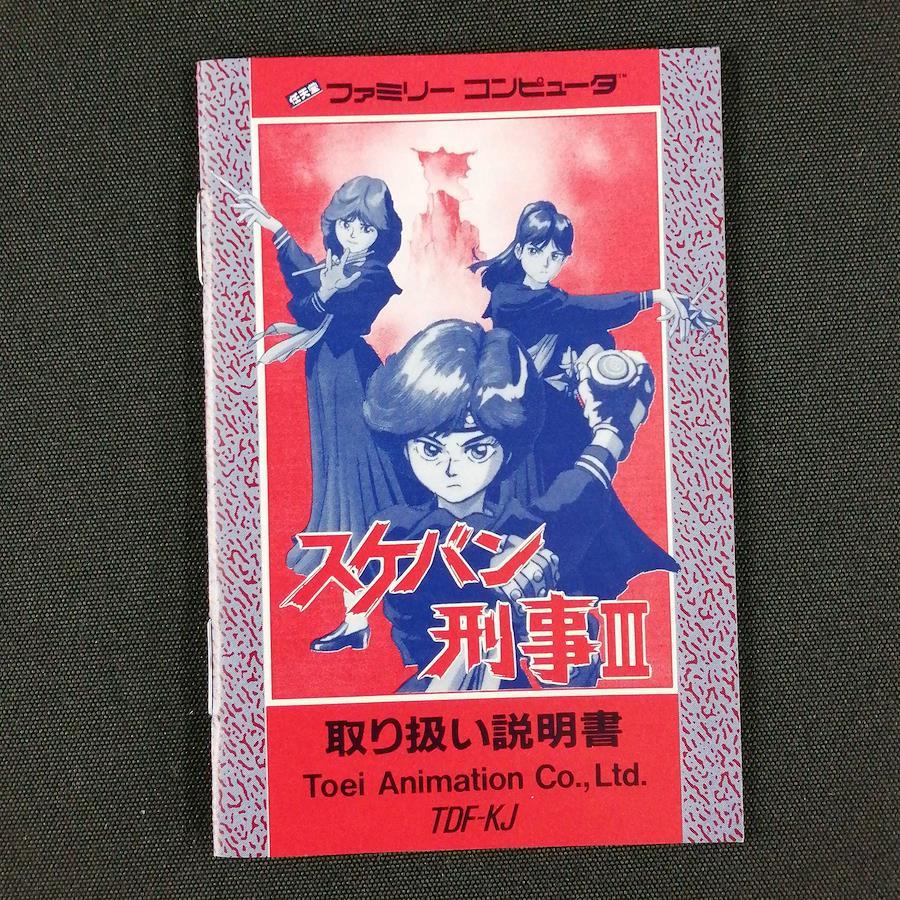 任天堂 ファミリー コンピュータ™
スケバン
刑事III
取り扱い説明書
Toei Animation Co.,Ltd.
TDF-KJ